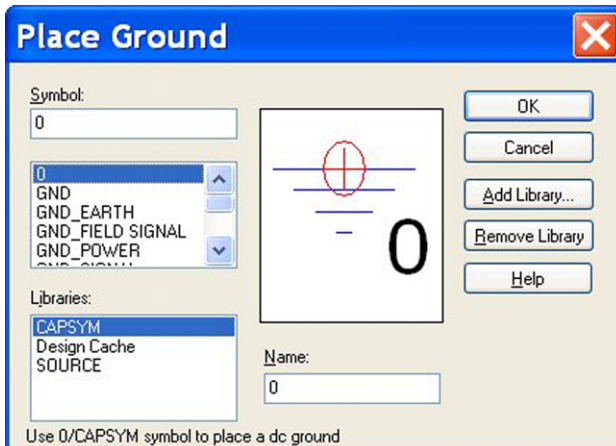 Place Ground
Symbol:
0
0
GND
GND_EARTH
GND_FIELD SIGNAL
GND_POWER
Libraries:
CAPSYM
Design Cache
SOURCE
0
Name:
0
OK
Cancel
Add Library...
Remove Library
Help
Use 0/CAPSYM symbol to place a dc ground